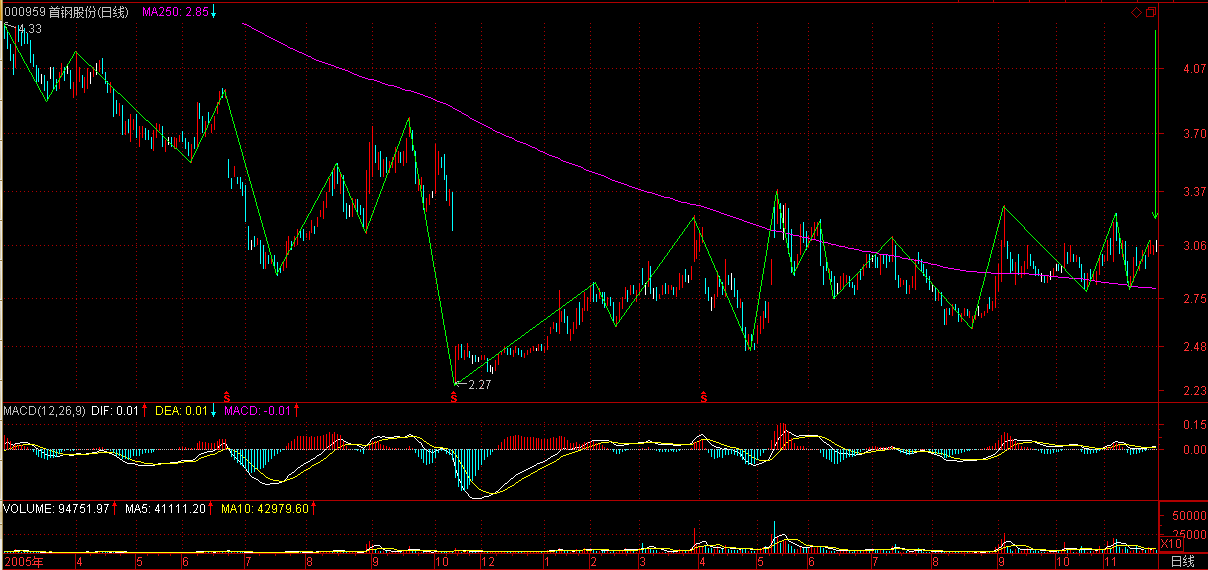 000959 首钢股份(日线) MA250: 2.85↓
4.33
4.07
3.70
3.37
3.06
2.75
2.48
2.27
2.23
S S S
MACD(12,26,9) DIF: 0.01↑ DEA: 0.01↓ MACD: -0.01↑
0.15
0.00
VOLUME: 94751.97↑ MA5: 41111.20↑ MA10: 42979.60↑
50000
25000
X10
2005年 4 5 6 7 8 9 10 12 1 2 3 4 5 6 7 8 9 10 11 日线